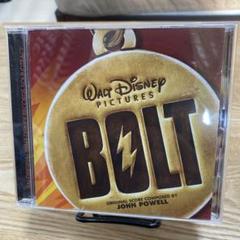 WALT DISNEY
PICTURES
BOLT
ORIGINAL SCORE COMPOSED BY
JOHN POWELL